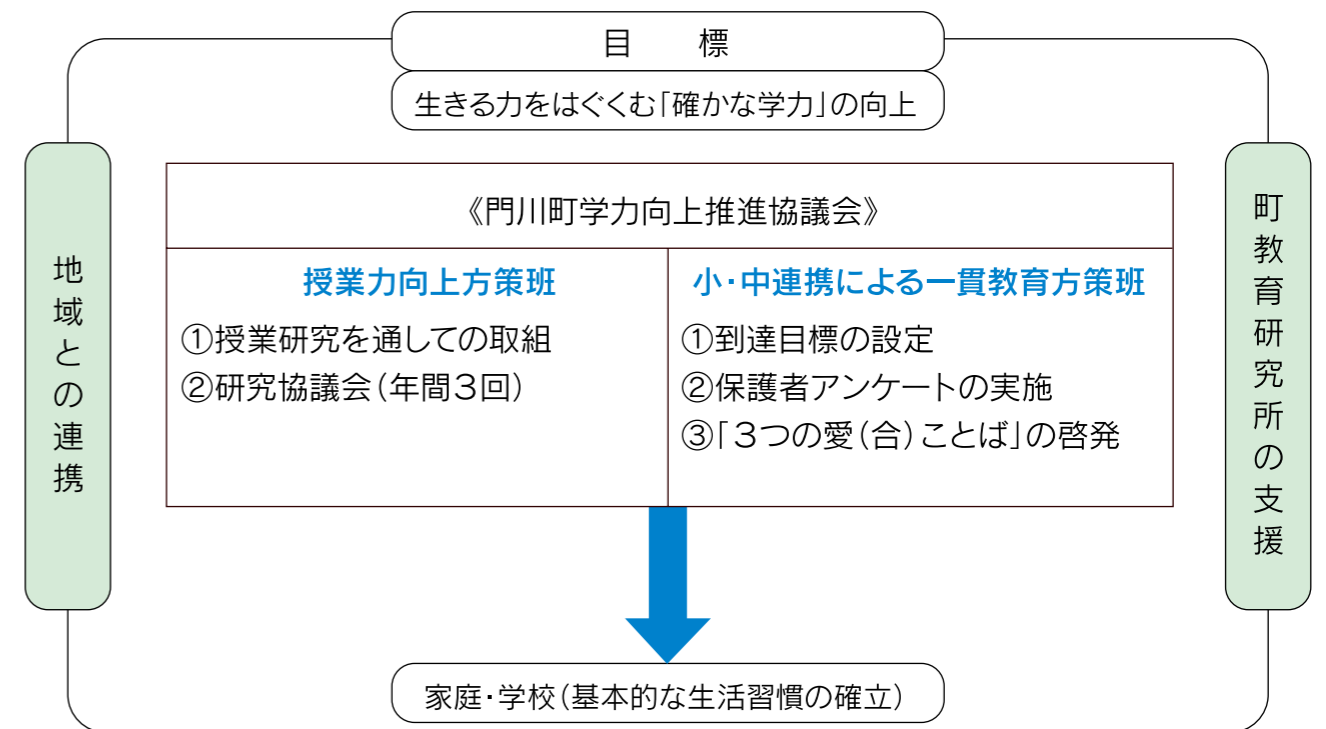 目 標
生きる力をはぐくむ「確かな学力」の向上
地域との連携
《門川町学力向上推進協議会》
授業力向上方策班
①授業研究を通しての取組
②研究協議会(年間3回)
小・中連携による一貫教育方策班
①到達目標の設定
②保護者アンケートの実施
③「3つの愛(合)ことば」の啓発
町教育研究所の支援
家庭・学校(基本的な生活習慣の確立)